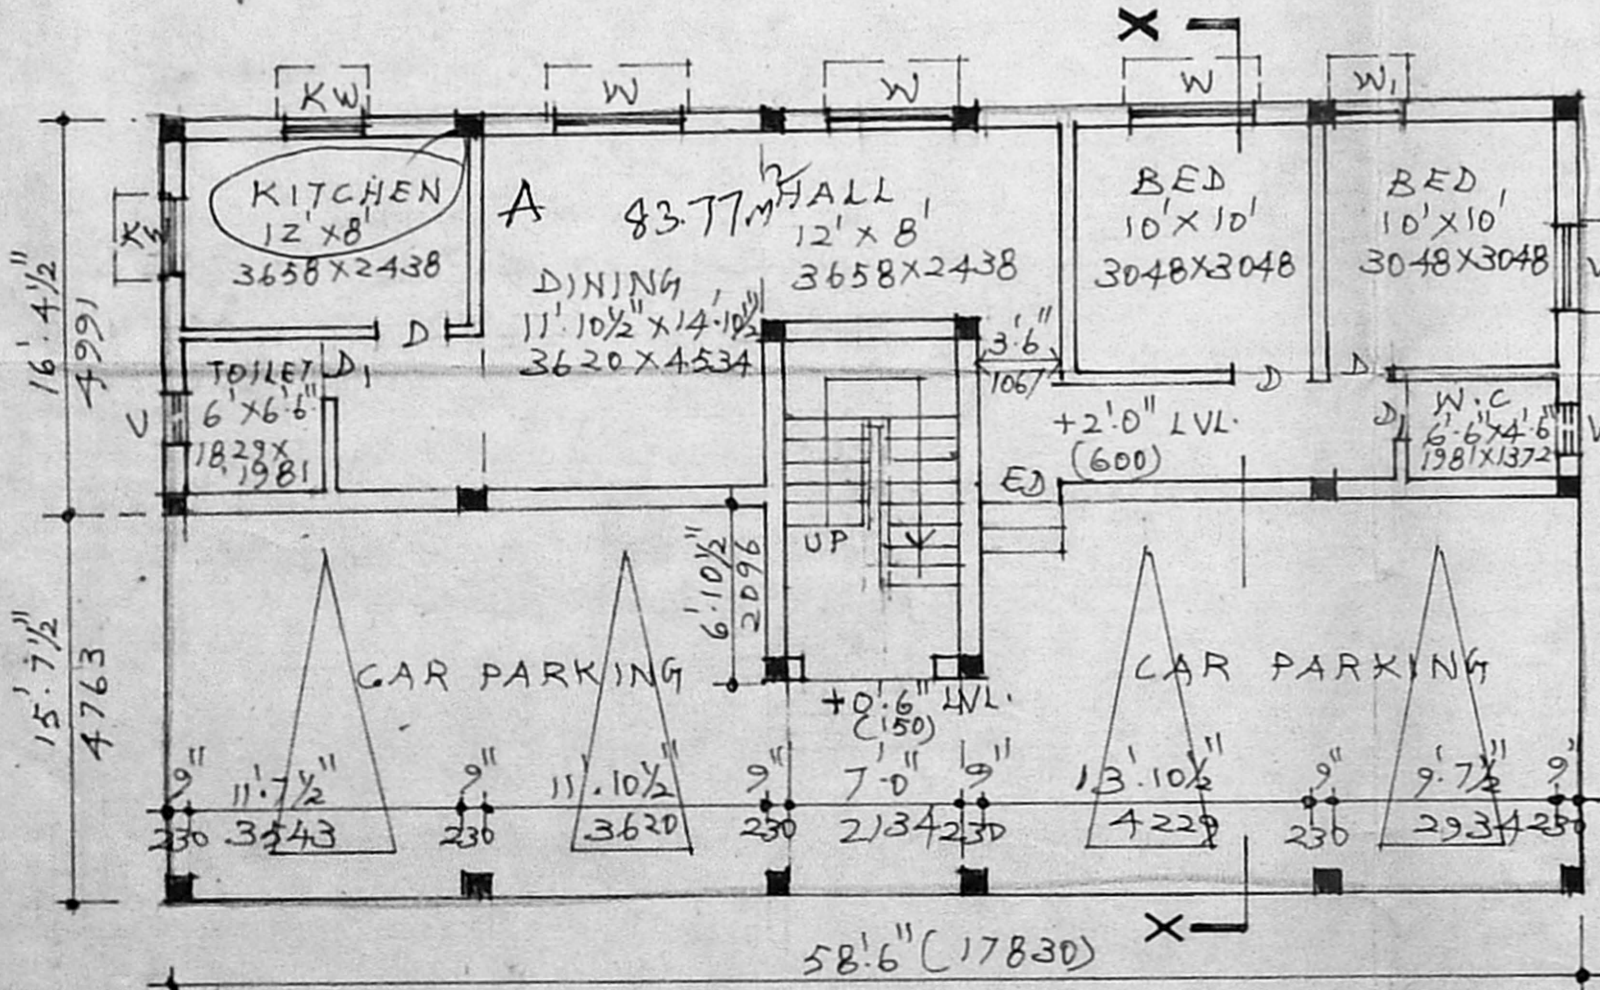 X
KW
W
W
W
W1
KITCHEN
12'X8'
3658X2438
A
83.77M²
HALL
12'X8'
3658X2438
BED
10'X10'
3048X3048
BED
10'X10'
3048X3048
DINING
11'.10½"X14'.10½"
3620X4534
16'.4½"
4991
D
3'.6"
1067
TOILET
D1
6'X6'.6"
1829X
1981
V
D
D
+2'.0" LVL.
(600)
W.C
D1
6'.6"X4'.6"
1981X1372
V
ED
UP
6'.10½"
2096
15'.7½"
4763
CAR PARKING
CAR PARKING
+0'.6" LVL.
(150)
9" 11'.7½" 9" 11'.10½" 9" 7'-0" 9" 13'.10½" 9" 9'.7½" 9'
230 3543 230 3620 230 2134 230 4229 230 2934 230
X
58'.6" (17830)